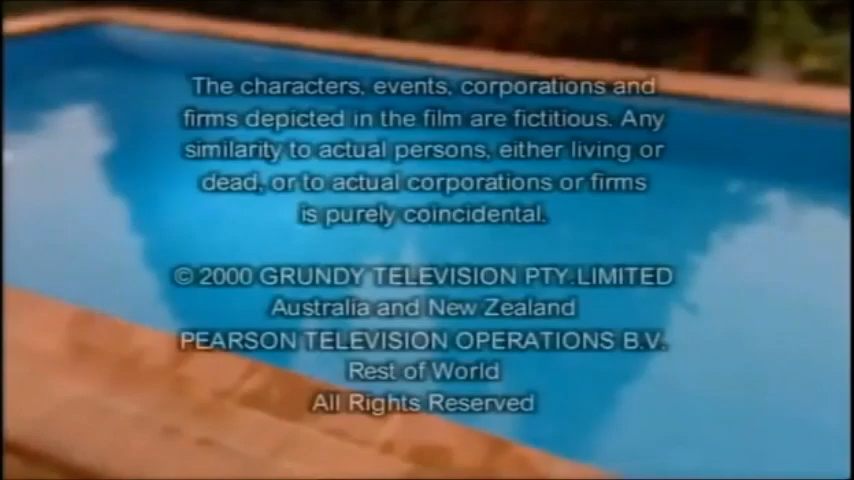 The characters, events, corporations and
firms depicted in the film are fictitious. Any
similarity to actual persons, either living or
dead, or to actual corporations or firms
is purely coincidental.
© 2000 GRUNDY TELEVISION PTY.LIMITED
Australia and New Zealand
PEARSON TELEVISION OPERATIONS B.V.
Rest of World
All Rights Reserved